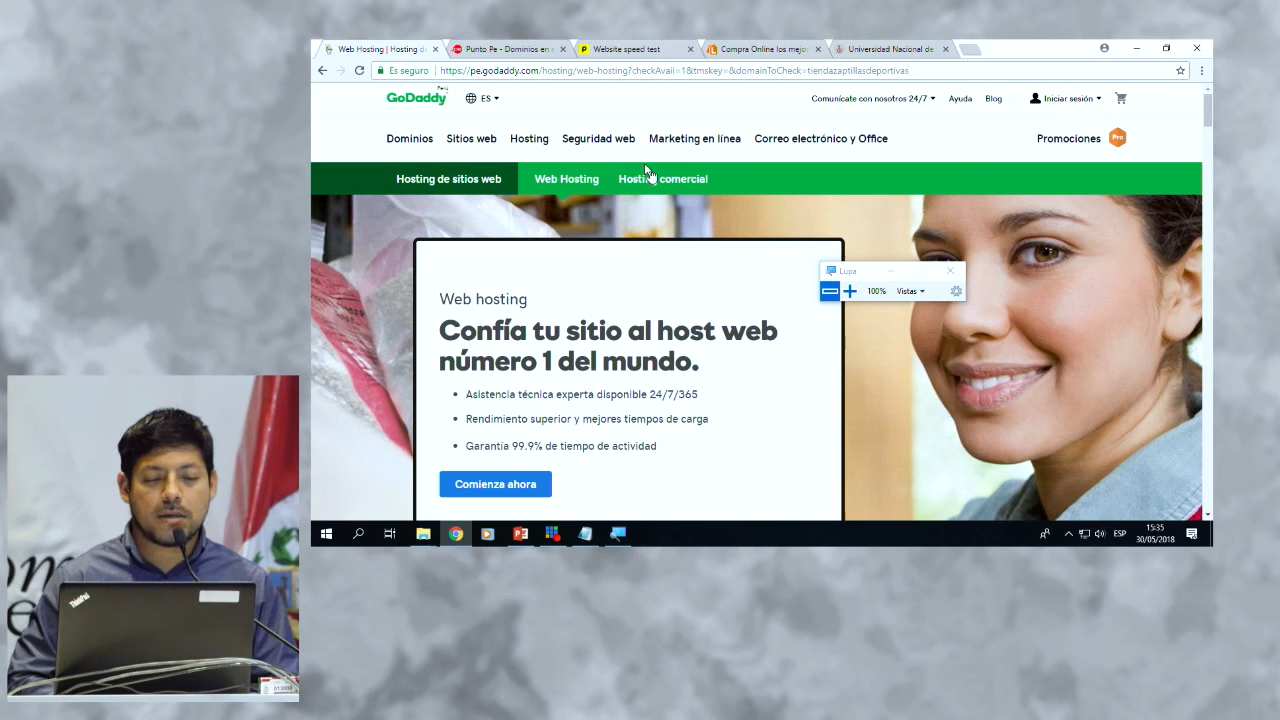 Web Hosting | Hosting d
Punto Pe - Dominios en
Website speed test
Compra Online los mejo
Universidad Nacional de
Es seguro
https://pe.godaddy.com/hosting/web-hosting?checkAvail=1&tmskey=&domainToCheck=tiendazaptillasdeportivas
Perú
GoDaddy
ES
Comunícate con nosotros 24/7
Ayuda
Blog
Iniciar sesión
Dominios
Sitios web
Hosting
Seguridad web
Marketing en línea
Correo electrónico y Office
Promociones
Pro
Hosting de sitios web
Web Hosting
Hosting comercial
Lupa
100%
Vistas
Web hosting
Confía tu sitio al host web
número 1 del mundo.
• Asistencia técnica experta disponible 24/7/365
• Rendimiento superior y mejores tiempos de carga
• Garantía 99.9% de tiempo de actividad
Comienza ahora
ESP
15:35
30/05/2018
ThinkPad